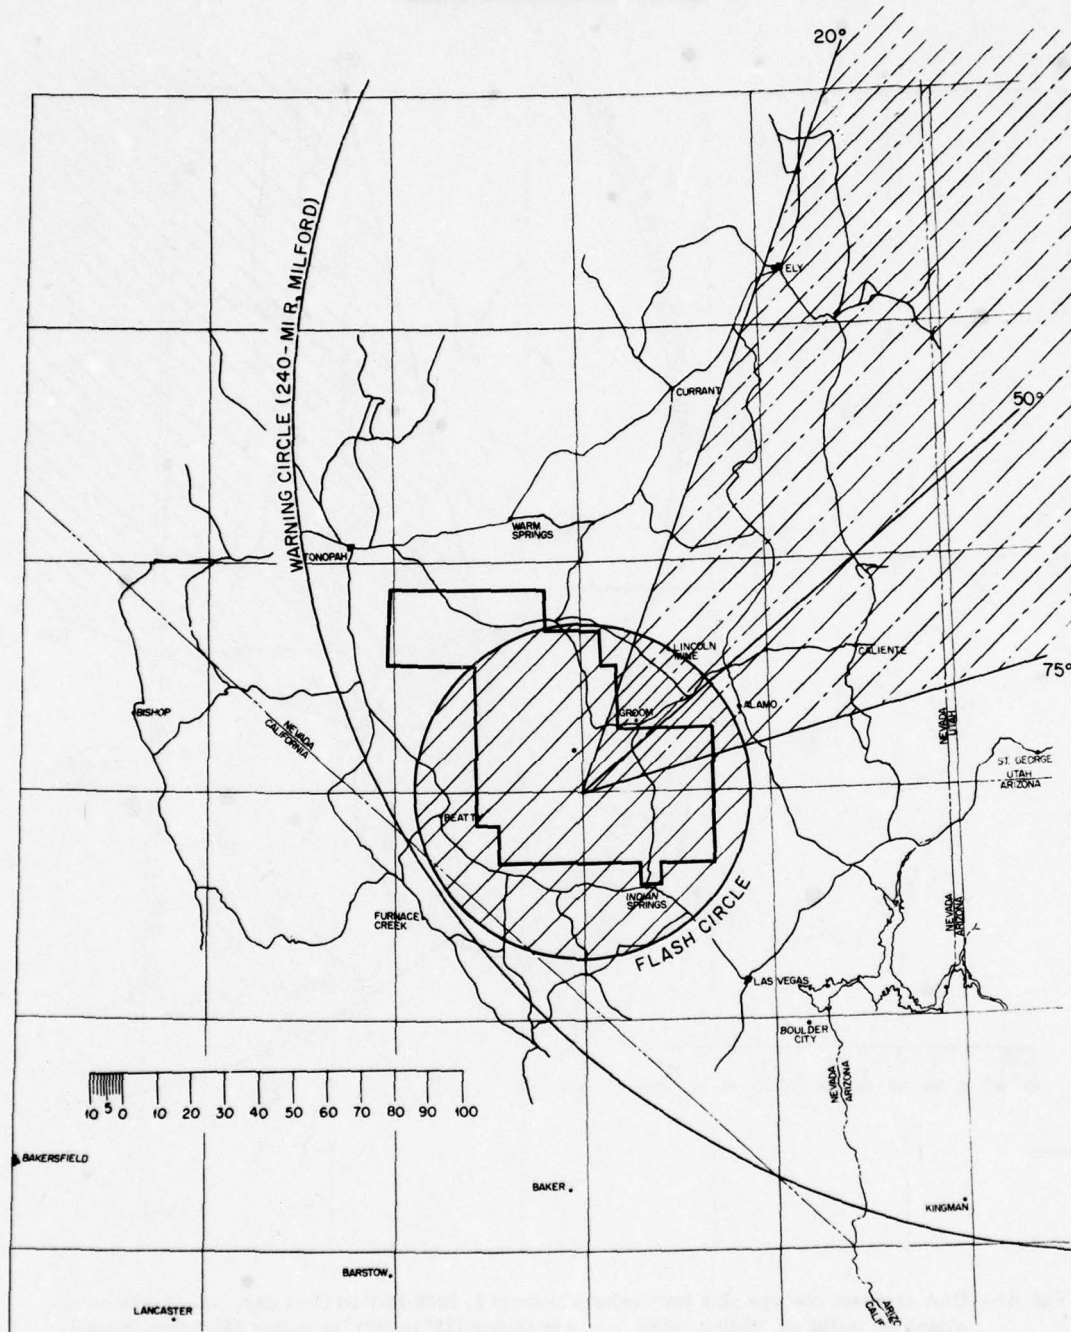 20°
WARNING CIRCLE (240-MI R, MILFORD)
ELY
CURRANT
50°
WARM
SPRINGS
TONOPAH
LINCOLN
MINE
CALIENTE
75°
BISHOP
GROOM
ALAMO
NEVADA
CALIFORNIA
NEVADA
UTAH
ST. GEORGE
UTAH
ARIZONA
BEATTY
INDIAN
SPRINGS
FURNACE
CREEK
FLASH CIRCLE
NEVADA
ARIZONA
LAS VEGAS
BOULDER
CITY
NEVADA
ARIZONA
10 5 0 10 20 30 40 50 60 70 80 90 100
BAKERSFIELD
BAKER
KINGMAN
BARSTOW
LANCASTER
CALIF